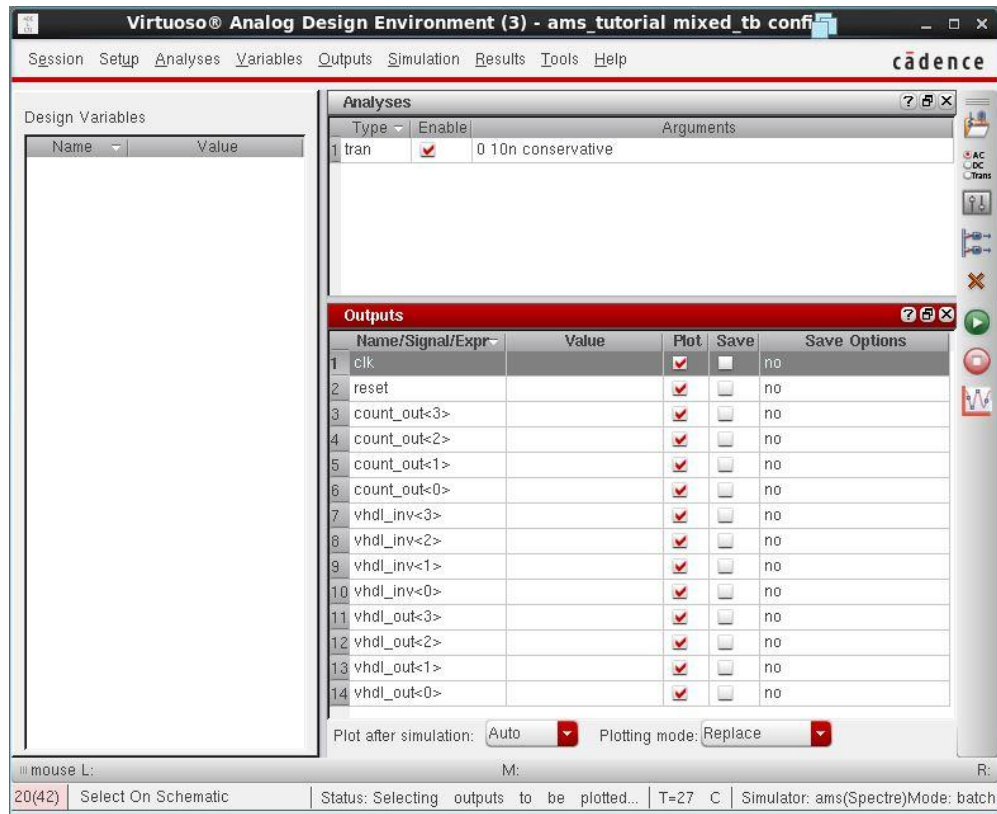 Virtuoso® Analog Design Environment (3) - ams_tutorial mixed_tb confi
Session Setup Analyses Variables Outputs Simulation Results Tools Help
cādence
Design Variables
Name Value
Analyses
Type Enable Arguments
1 tran 0 10n conservative
AC
DC
Trans
Outputs
Name/Signal/Expr Value Plot Save Save Options
1 clk no
2 reset no
3 count_out<3> no
4 count_out<2> no
5 count_out<1> no
6 count_out<0> no
7 vhdl_inv<3> no
8 vhdl_inv<2> no
9 vhdl_inv<1> no
10 vhdl_inv<0> no
11 vhdl_out<3> no
12 vhdl_out<2> no
13 vhdl_out<1> no
14 vhdl_out<0> no
Plot after simulation: Auto Plotting mode: Replace
mouse L: M: R:
20(42) Select On Schematic Status: Selecting outputs to be plotted... T=27 C Simulator: ams(Spectre)Mode: batch